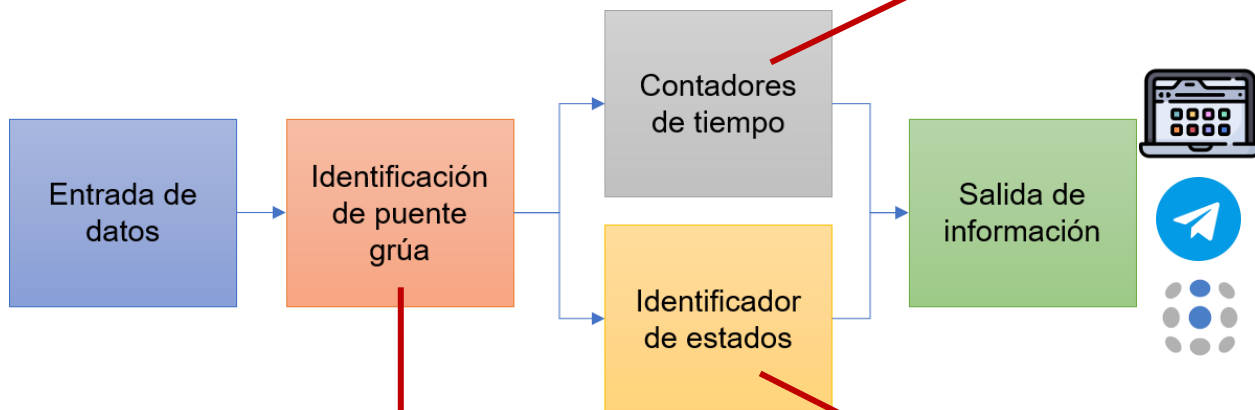 Entrada de
datos
Identificación
de puente
grúa
Contadores
de tiempo
Identificador
de estados
Salida de
información